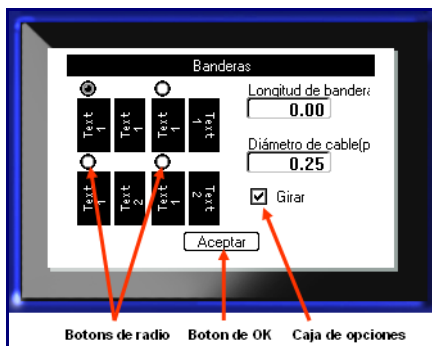 Banderas
Text 1
Text 1
Text 1
Text 1
Text 1
Text 2
Text 1
Text 2
Longitud de bandera
0.00
Diámetro de cable(p
0.25
Girar
Aceptar
Botons de radio
Boton de OK
Caja de opciones